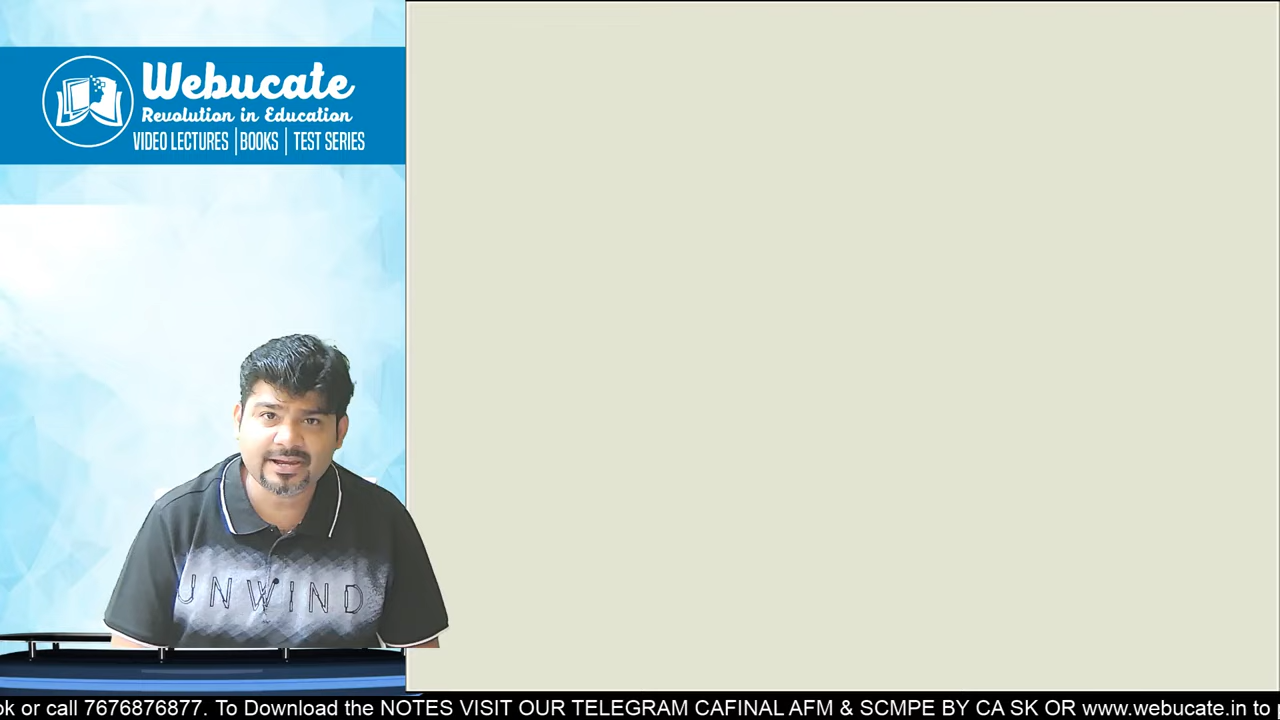 Webucate
Revolution in Education
VIDEO LECTURES | BOOKS | TEST SERIES
UNWIND
ok or call 7676876877. To Download the NOTES VISIT OUR TELEGRAM CAFINAL AFM & SCMPE BY CA SK OR www.webucate.in to